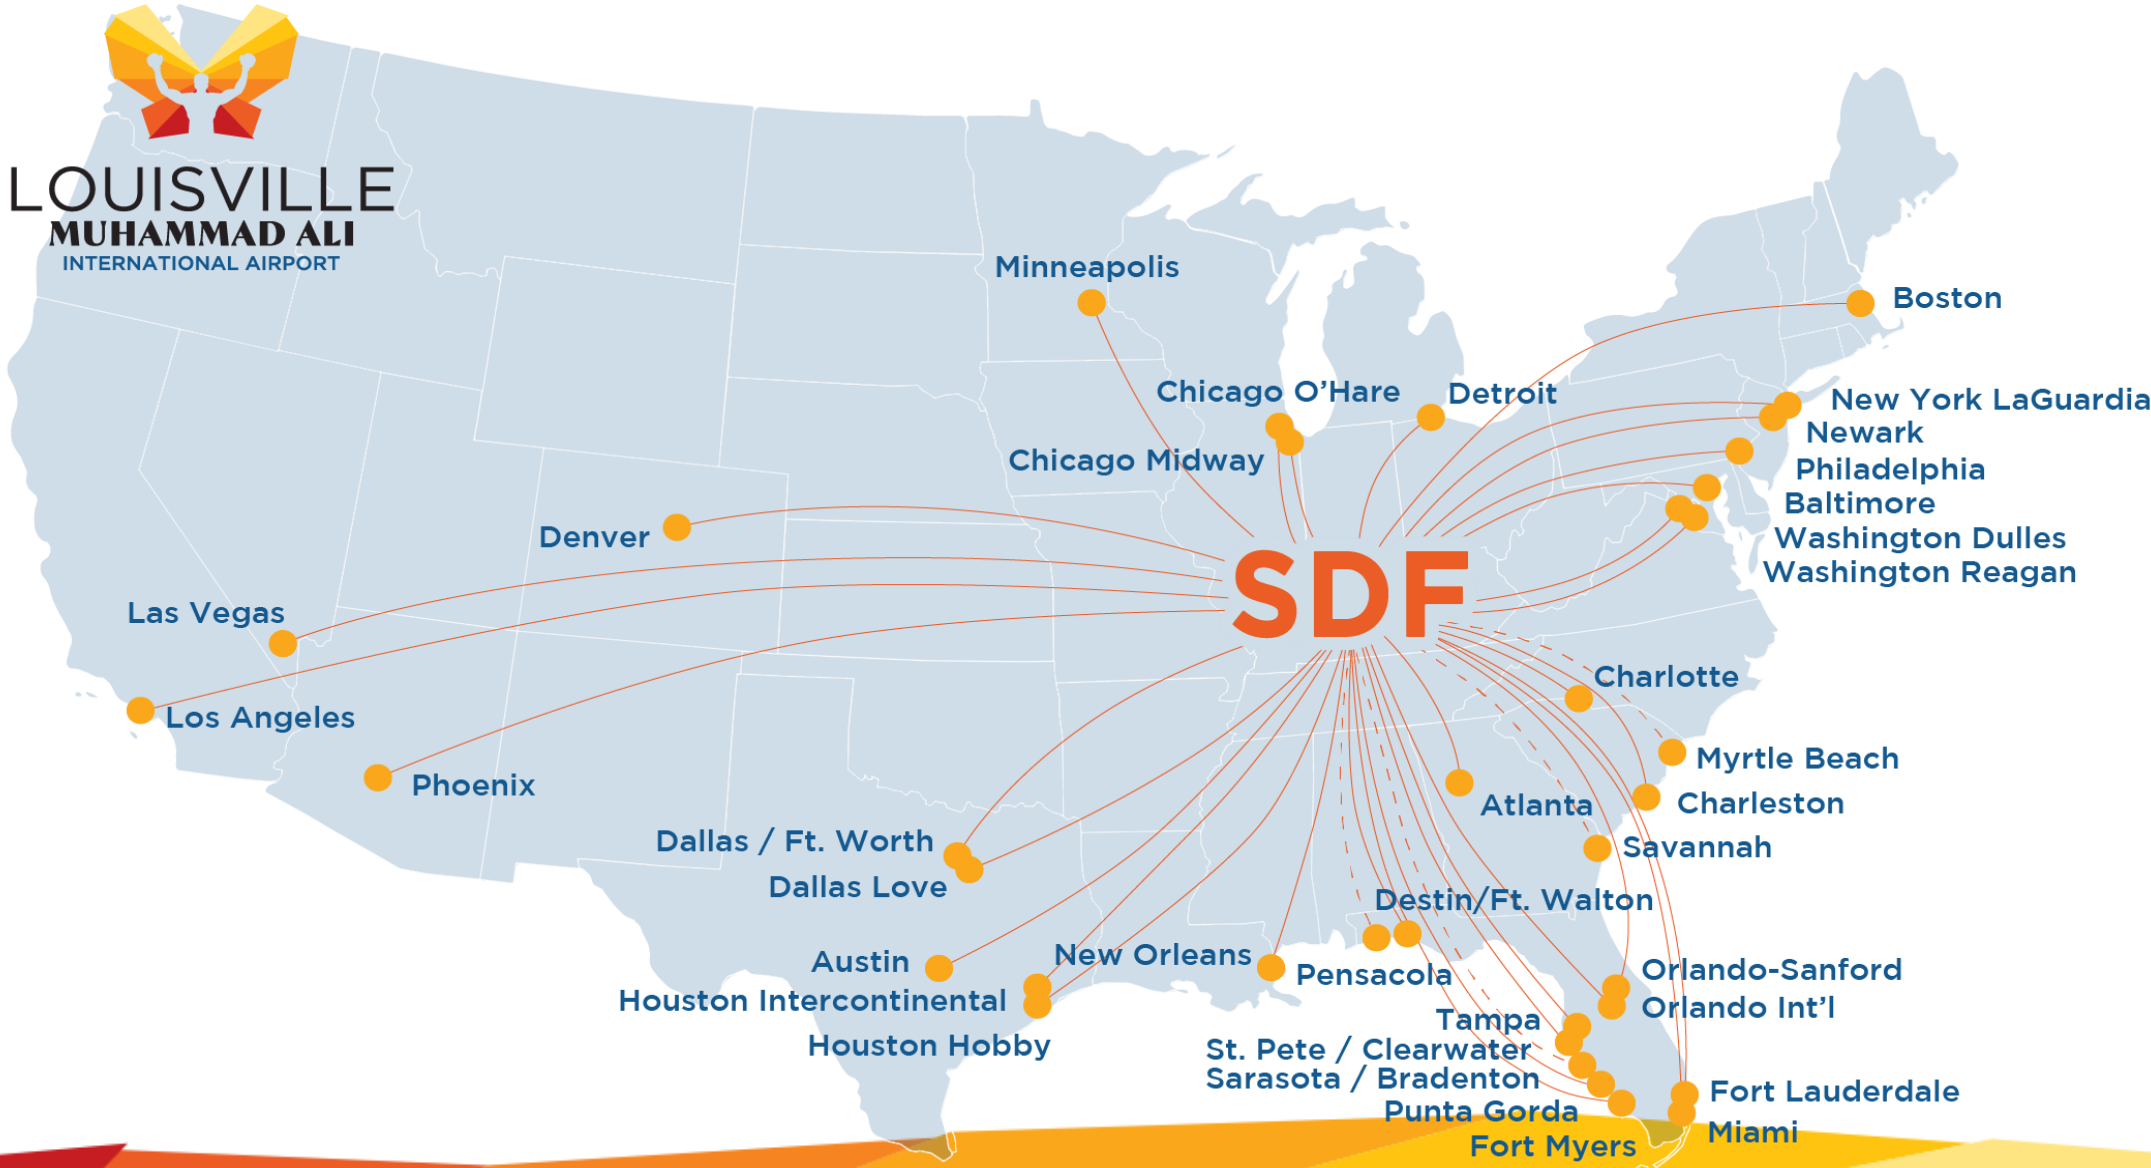 LOUISVILLE
MUHAMMAD ALI
INTERNATIONAL AIRPORT
Minneapolis
Boston
Chicago O’Hare
Detroit
New York LaGuardia
Newark
Chicago Midway
Philadelphia
Baltimore
Denver
Washington Dulles
Washington Reagan
SDF
Las Vegas
Charlotte
Los Angeles
Myrtle Beach
Phoenix
Charleston
Atlanta
Dallas / Ft. Worth
Savannah
Dallas Love
Destin/Ft. Walton
New Orleans
Austin
Pensacola
Orlando-Sanford
Houston Intercontinental
Orlando Int’l
Tampa
Houston Hobby
St. Pete / Clearwater
Sarasota / Bradenton
Fort Lauderdale
Punta Gorda
Miami
Fort Myers